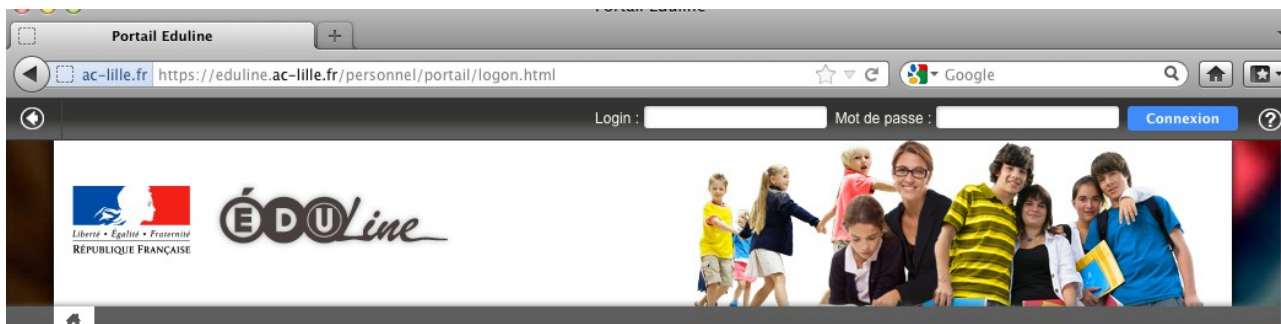 Portail Eduline
Portail Eduline
ac-lille.fr https://eduline.ac-lille.fr/personnel/portail/logon.html Google
Login : Mot de passe : Connexion ?
ÉDULine
Liberté • Égalité • Fraternité
RÉPUBLIQUE FRANÇAISE